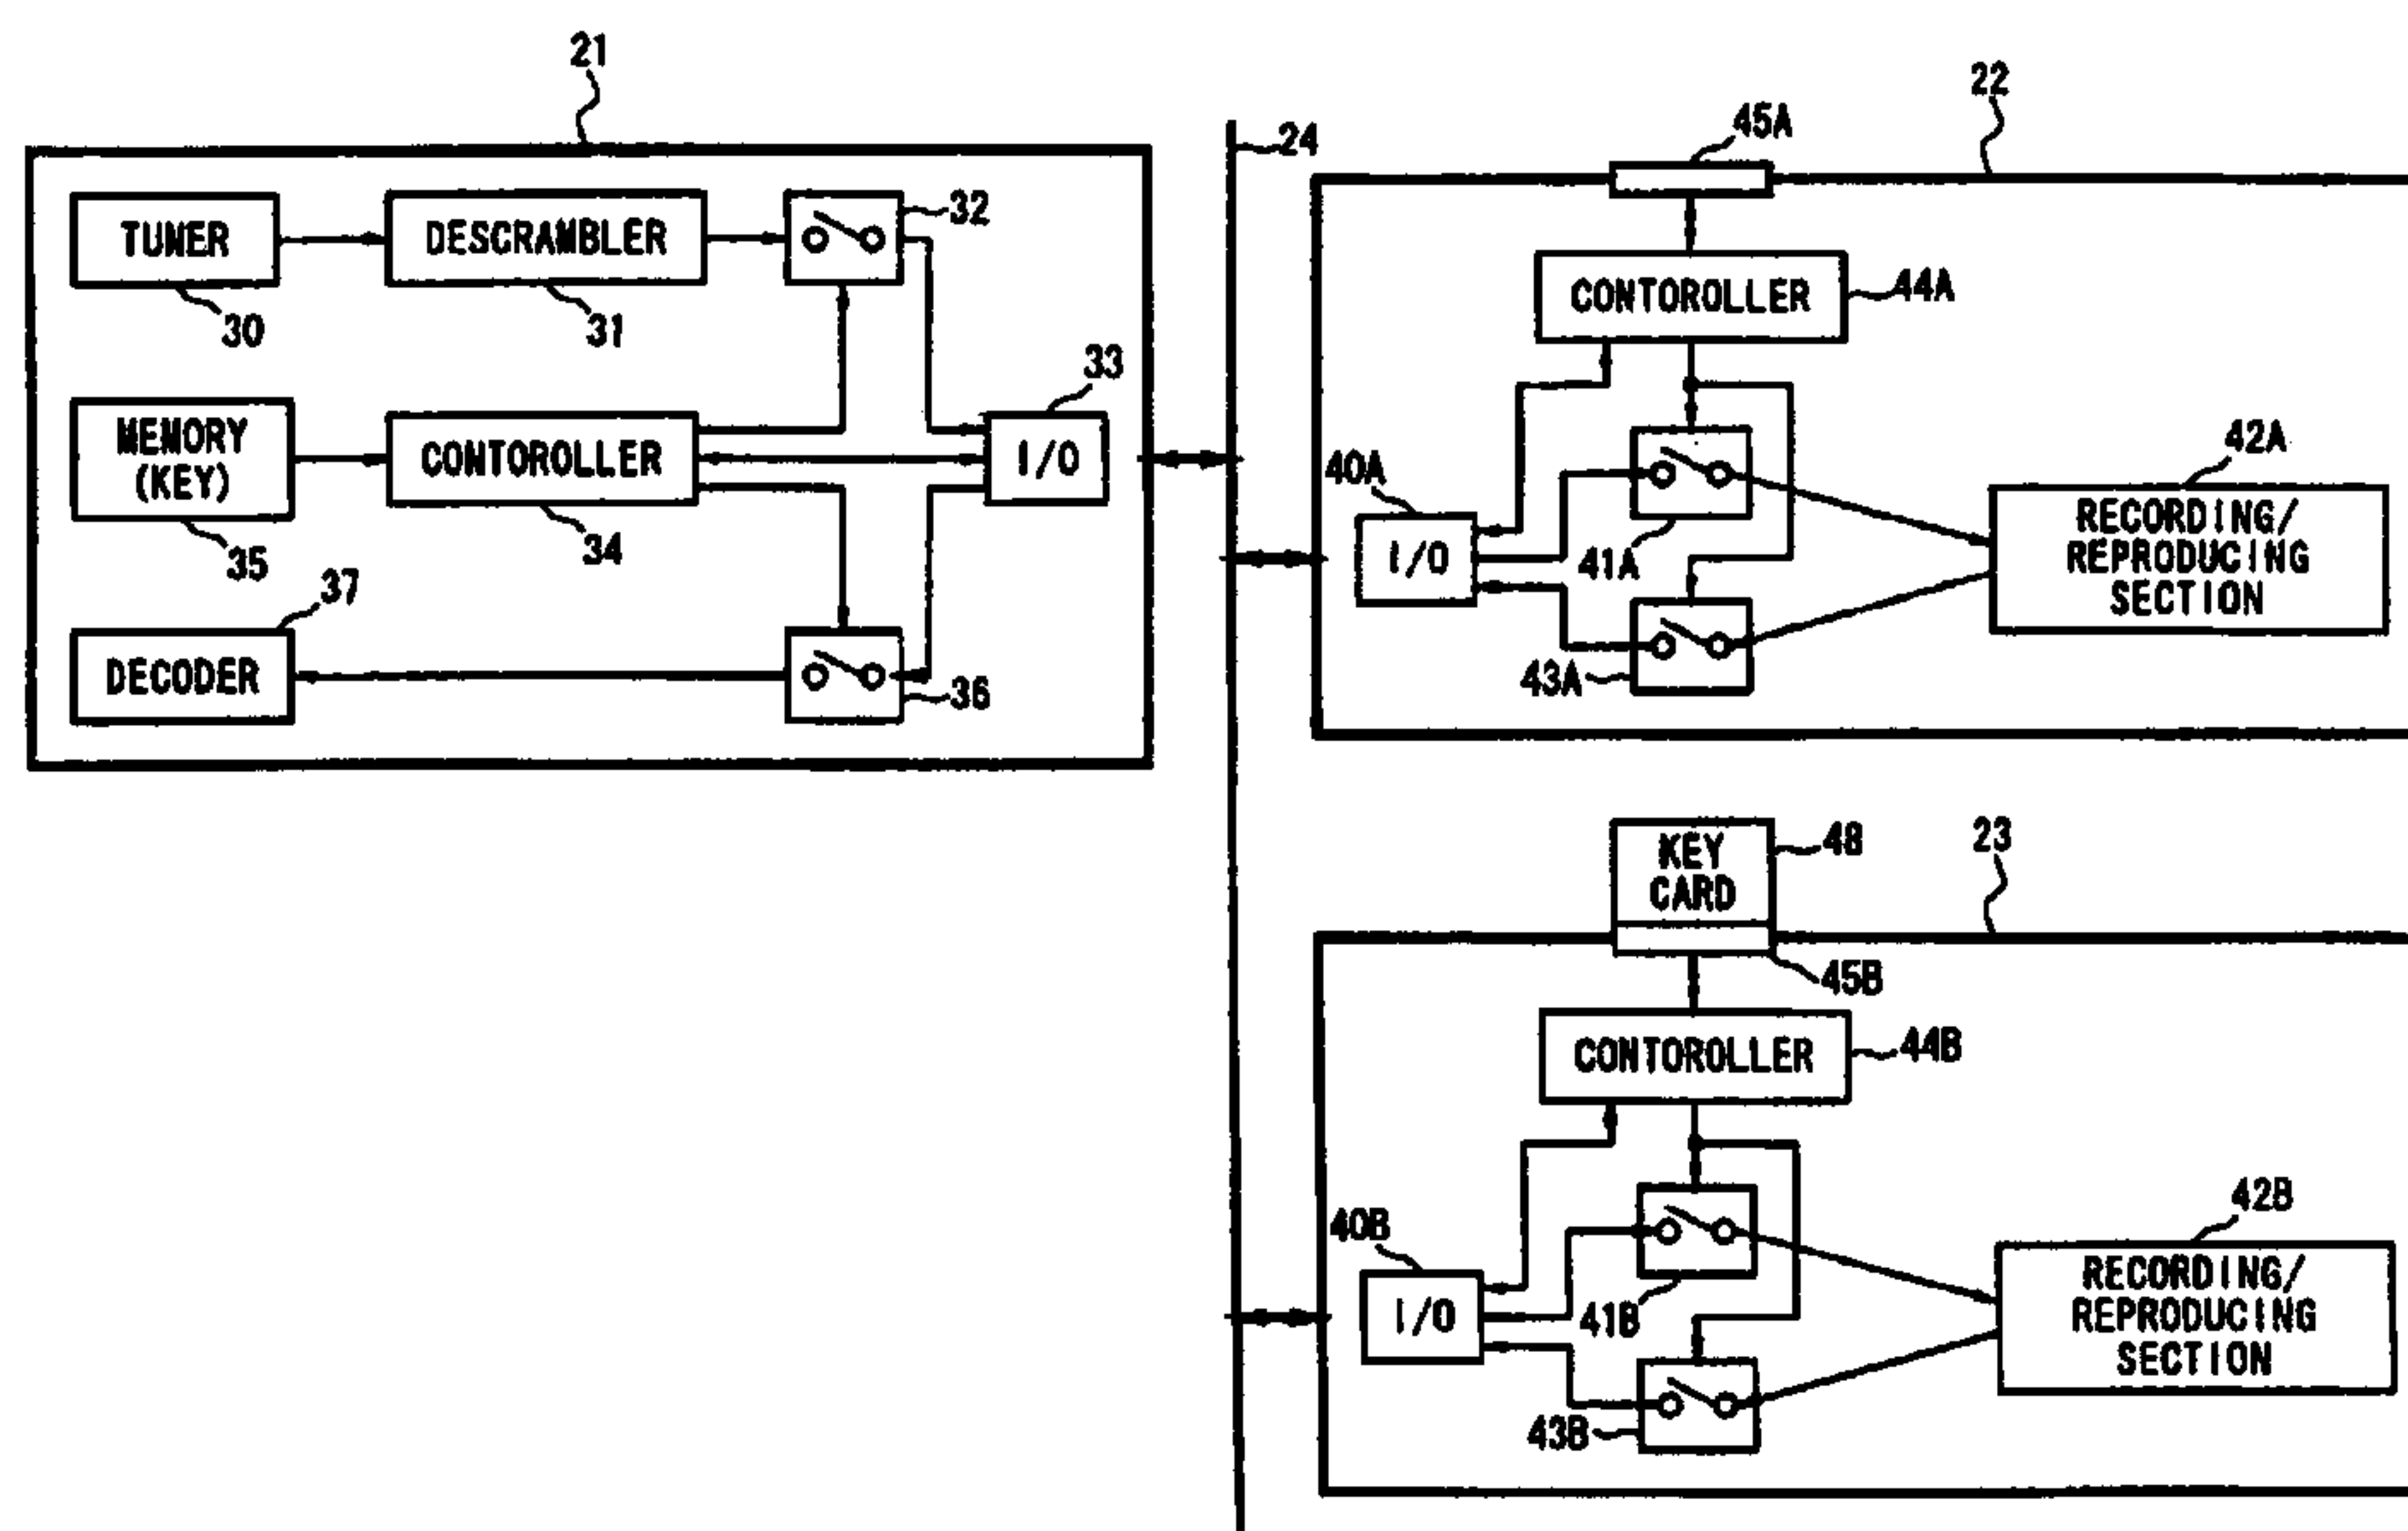 21
TUNER
30
DESCRAMBLER
31
32
33
MEMORY
(KEY)
35
CONTOROLLER
34
I/O
37
DECODER
36
24
22
45A
CONTOROLLER
44A
40A
I/O
41A
43A
42A
RECORDING/
REPRODUCING
SECTION
KEY
CARD
48
23
45B
CONTOROLLER
44B
40B
I/O
41B
43B
42B
RECORDING/
REPRODUCING
SECTION